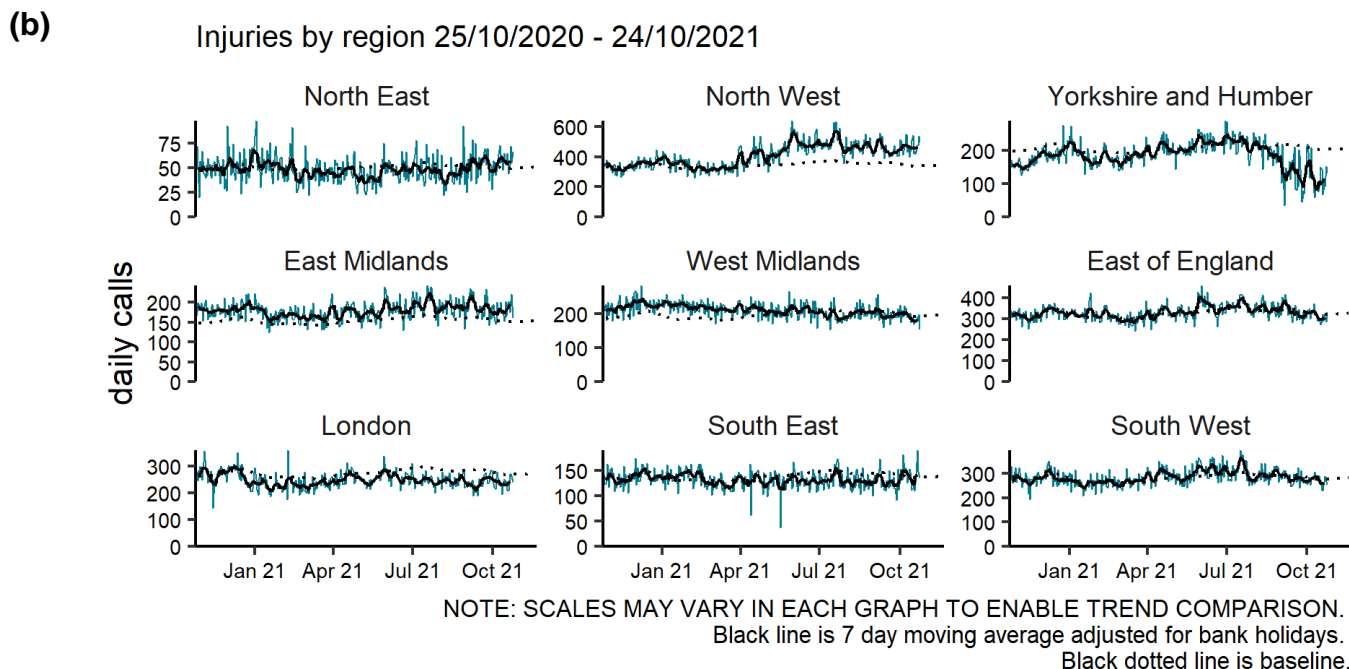 (b)
Injuries by region 25/10/2020 - 24/10/2021
daily calls
North East
75
50
25
0
North West
600
400
200
0
Yorkshire and Humber
200
100
0
East Midlands
200
150
100
50
0
West Midlands
200
100
0
East of England
400
300
200
100
0
London
300
200
100
0
South East
150
100
50
0
South West
300
200
100
0
Jan 21 Apr 21 Jul 21 Oct 21
Jan 21 Apr 21 Jul 21 Oct 21
Jan 21 Apr 21 Jul 21 Oct 21
NOTE: SCALES MAY VARY IN EACH GRAPH TO ENABLE TREND COMPARISON.
Black line is 7 day moving average adjusted for bank holidays.
Black dotted line is baseline.